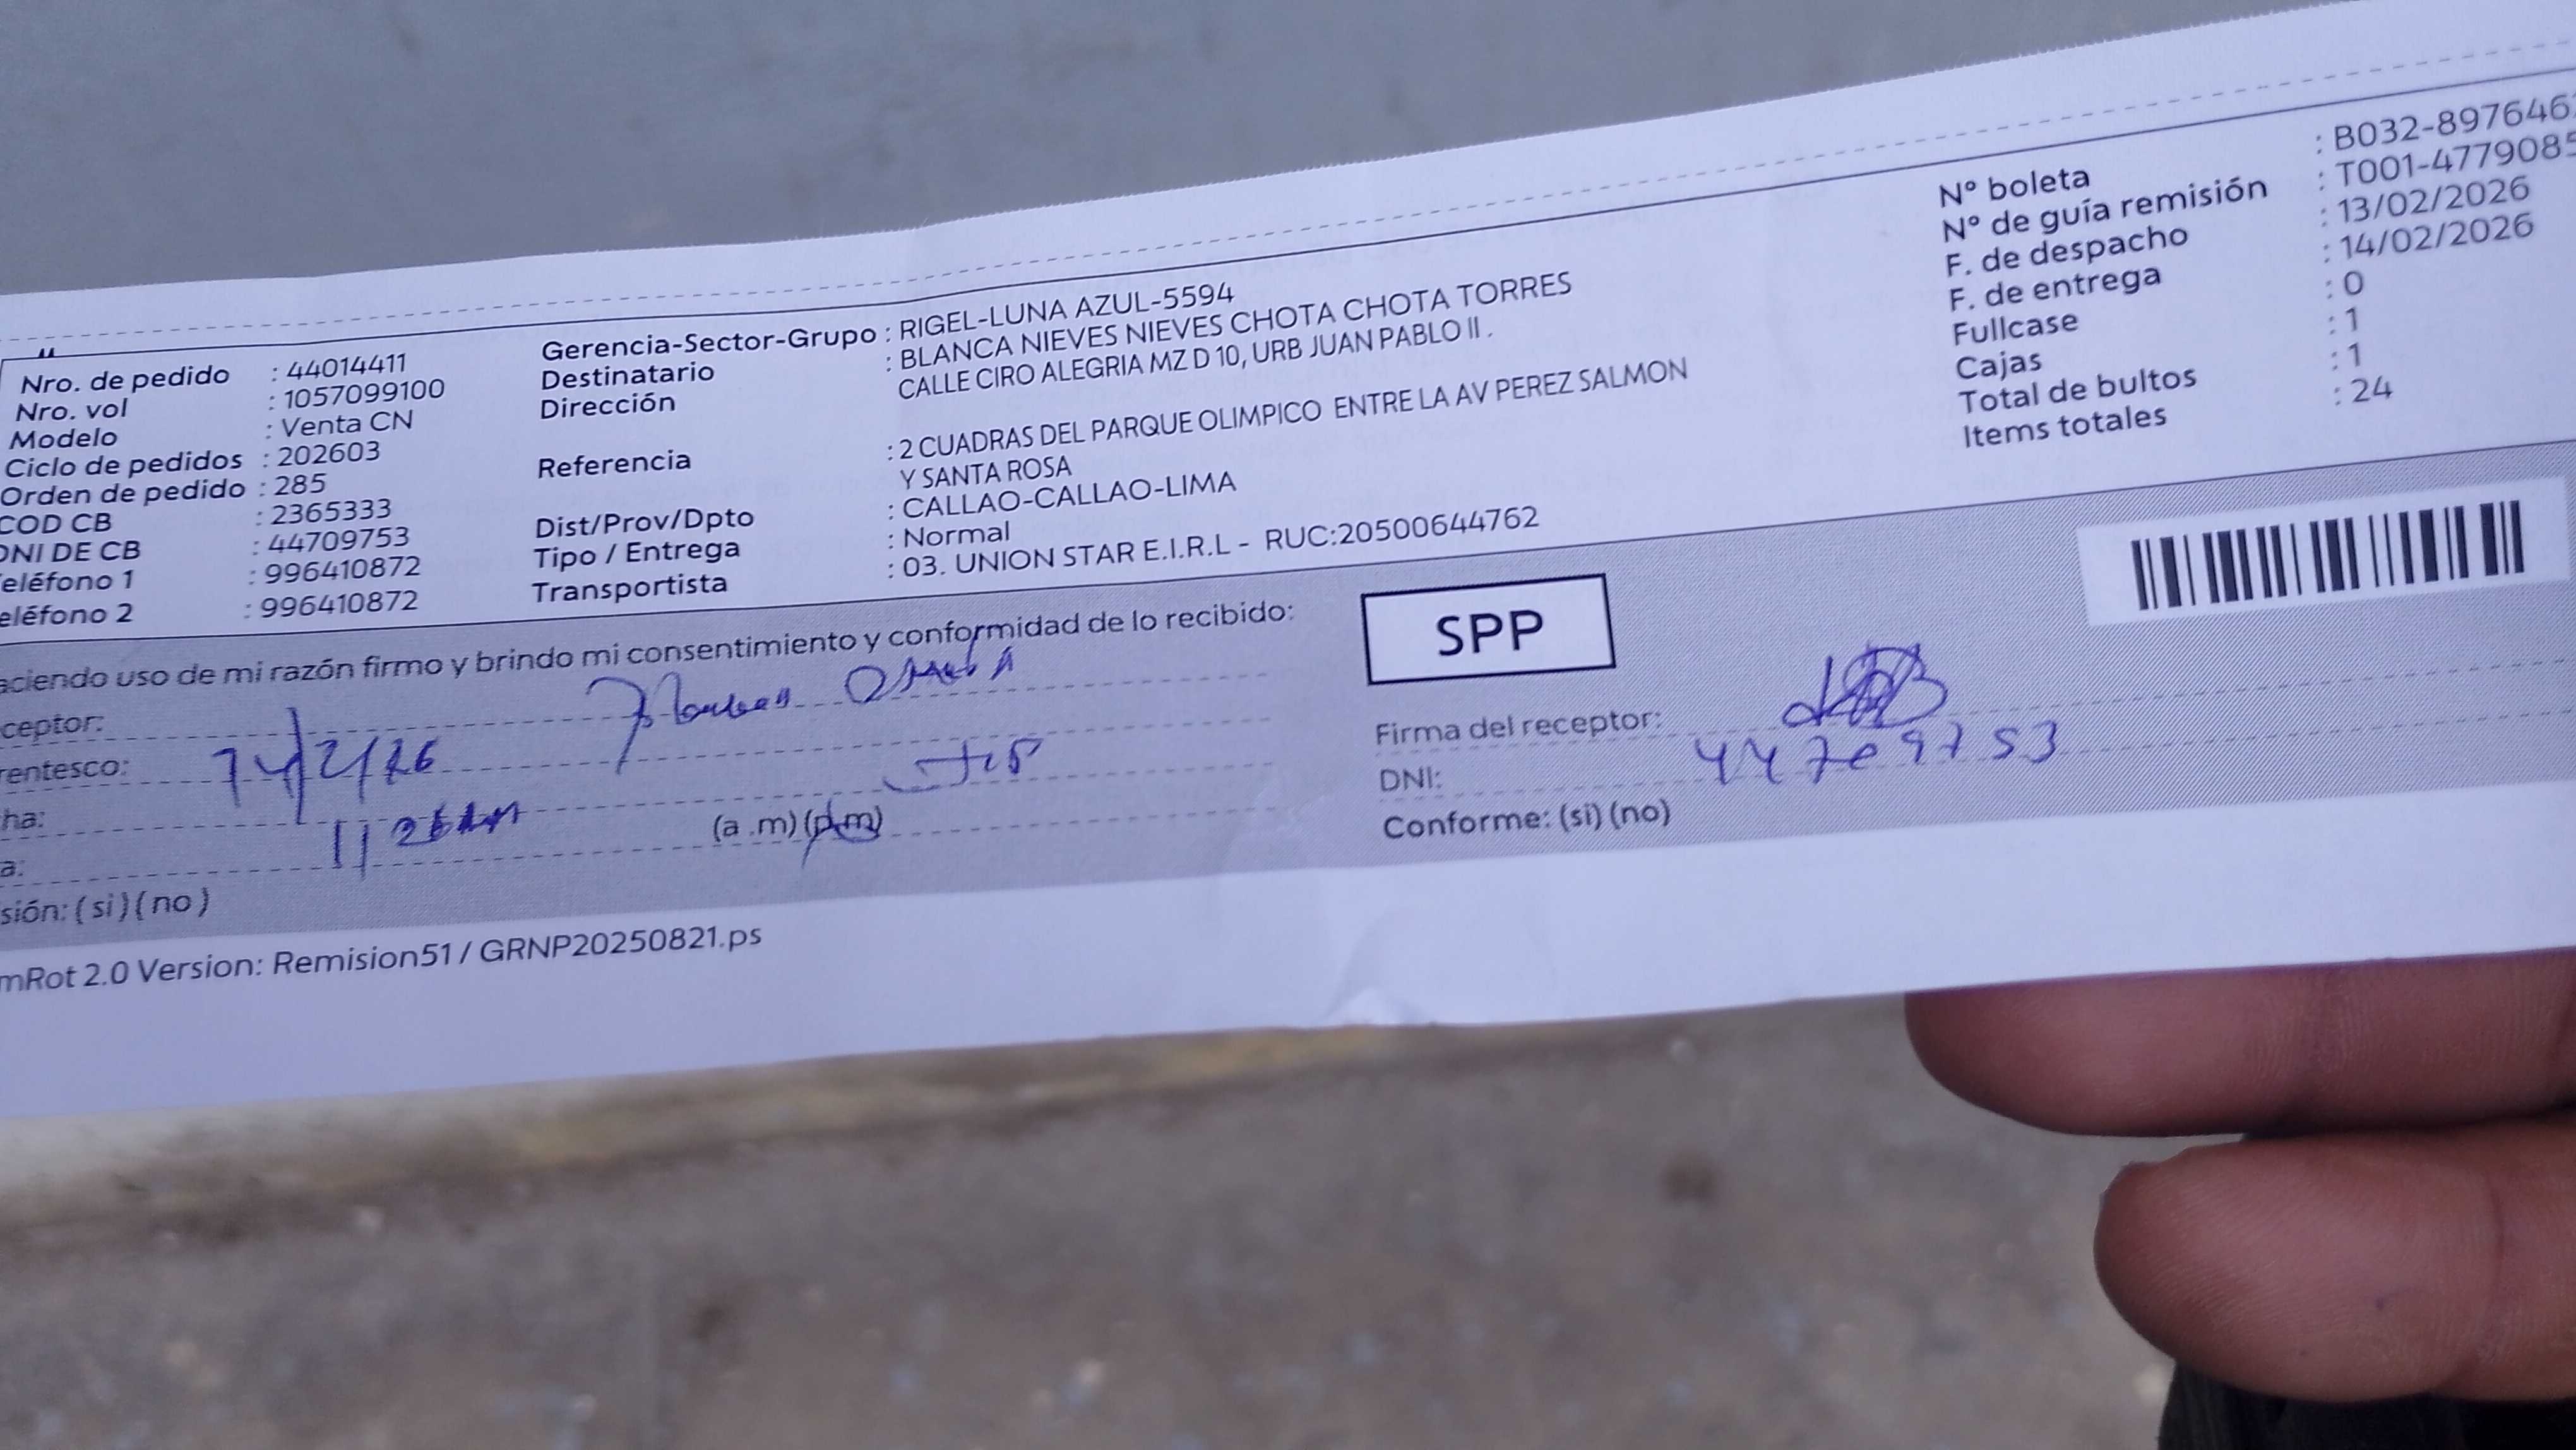 Nro. de pedido : 44014411
Nro. vol : 1057099100
Modelo : Venta CN
Ciclo de pedidos : 202603
Orden de pedido : 285
COD CB : 2365333
DNI DE CB : 44709753
eléfono 1 : 996410872
eléfono 2 : 996410872
Gerencia-Sector-Grupo : RIGEL-LUNA AZUL-5594
Destinatario : BLANCA NIEVES NIEVES CHOTA CHOTA TORRES
Dirección CALLE CIRO ALEGRIA MZ D 10, URB JUAN PABLO II .
Referencia : 2 CUADRAS DEL PARQUE OLIMPICO ENTRE LA AV PEREZ SALMON
Y SANTA ROSA
Dist/Prov/Dpto : CALLAO-CALLAO-LIMA
Tipo / Entrega : Normal
Transportista : 03. UNION STAR E.I.R.L - RUC:20500644762
N° boleta : B032-897646
N° de guía remisión : T001-4779085
F. de despacho : 13/02/2026
F. de entrega : 14/02/2026
Fullcase : 0
Cajas : 1
Total de bultos : 1
Items totales : 24
aciendo uso de mi razón firmo y brindo mi consentimiento y conformidad de lo recibido:
SPP
ceptor:
rentesco: 14/2/26
ha:
a: 11 26 (a .m) (p.m)
sión: ( si ) ( no )
Firma del receptor:
DNI: 44709753
Conforme: (si) (no)
mRot 2.0 Version: Remision51 / GRNP20250821.ps